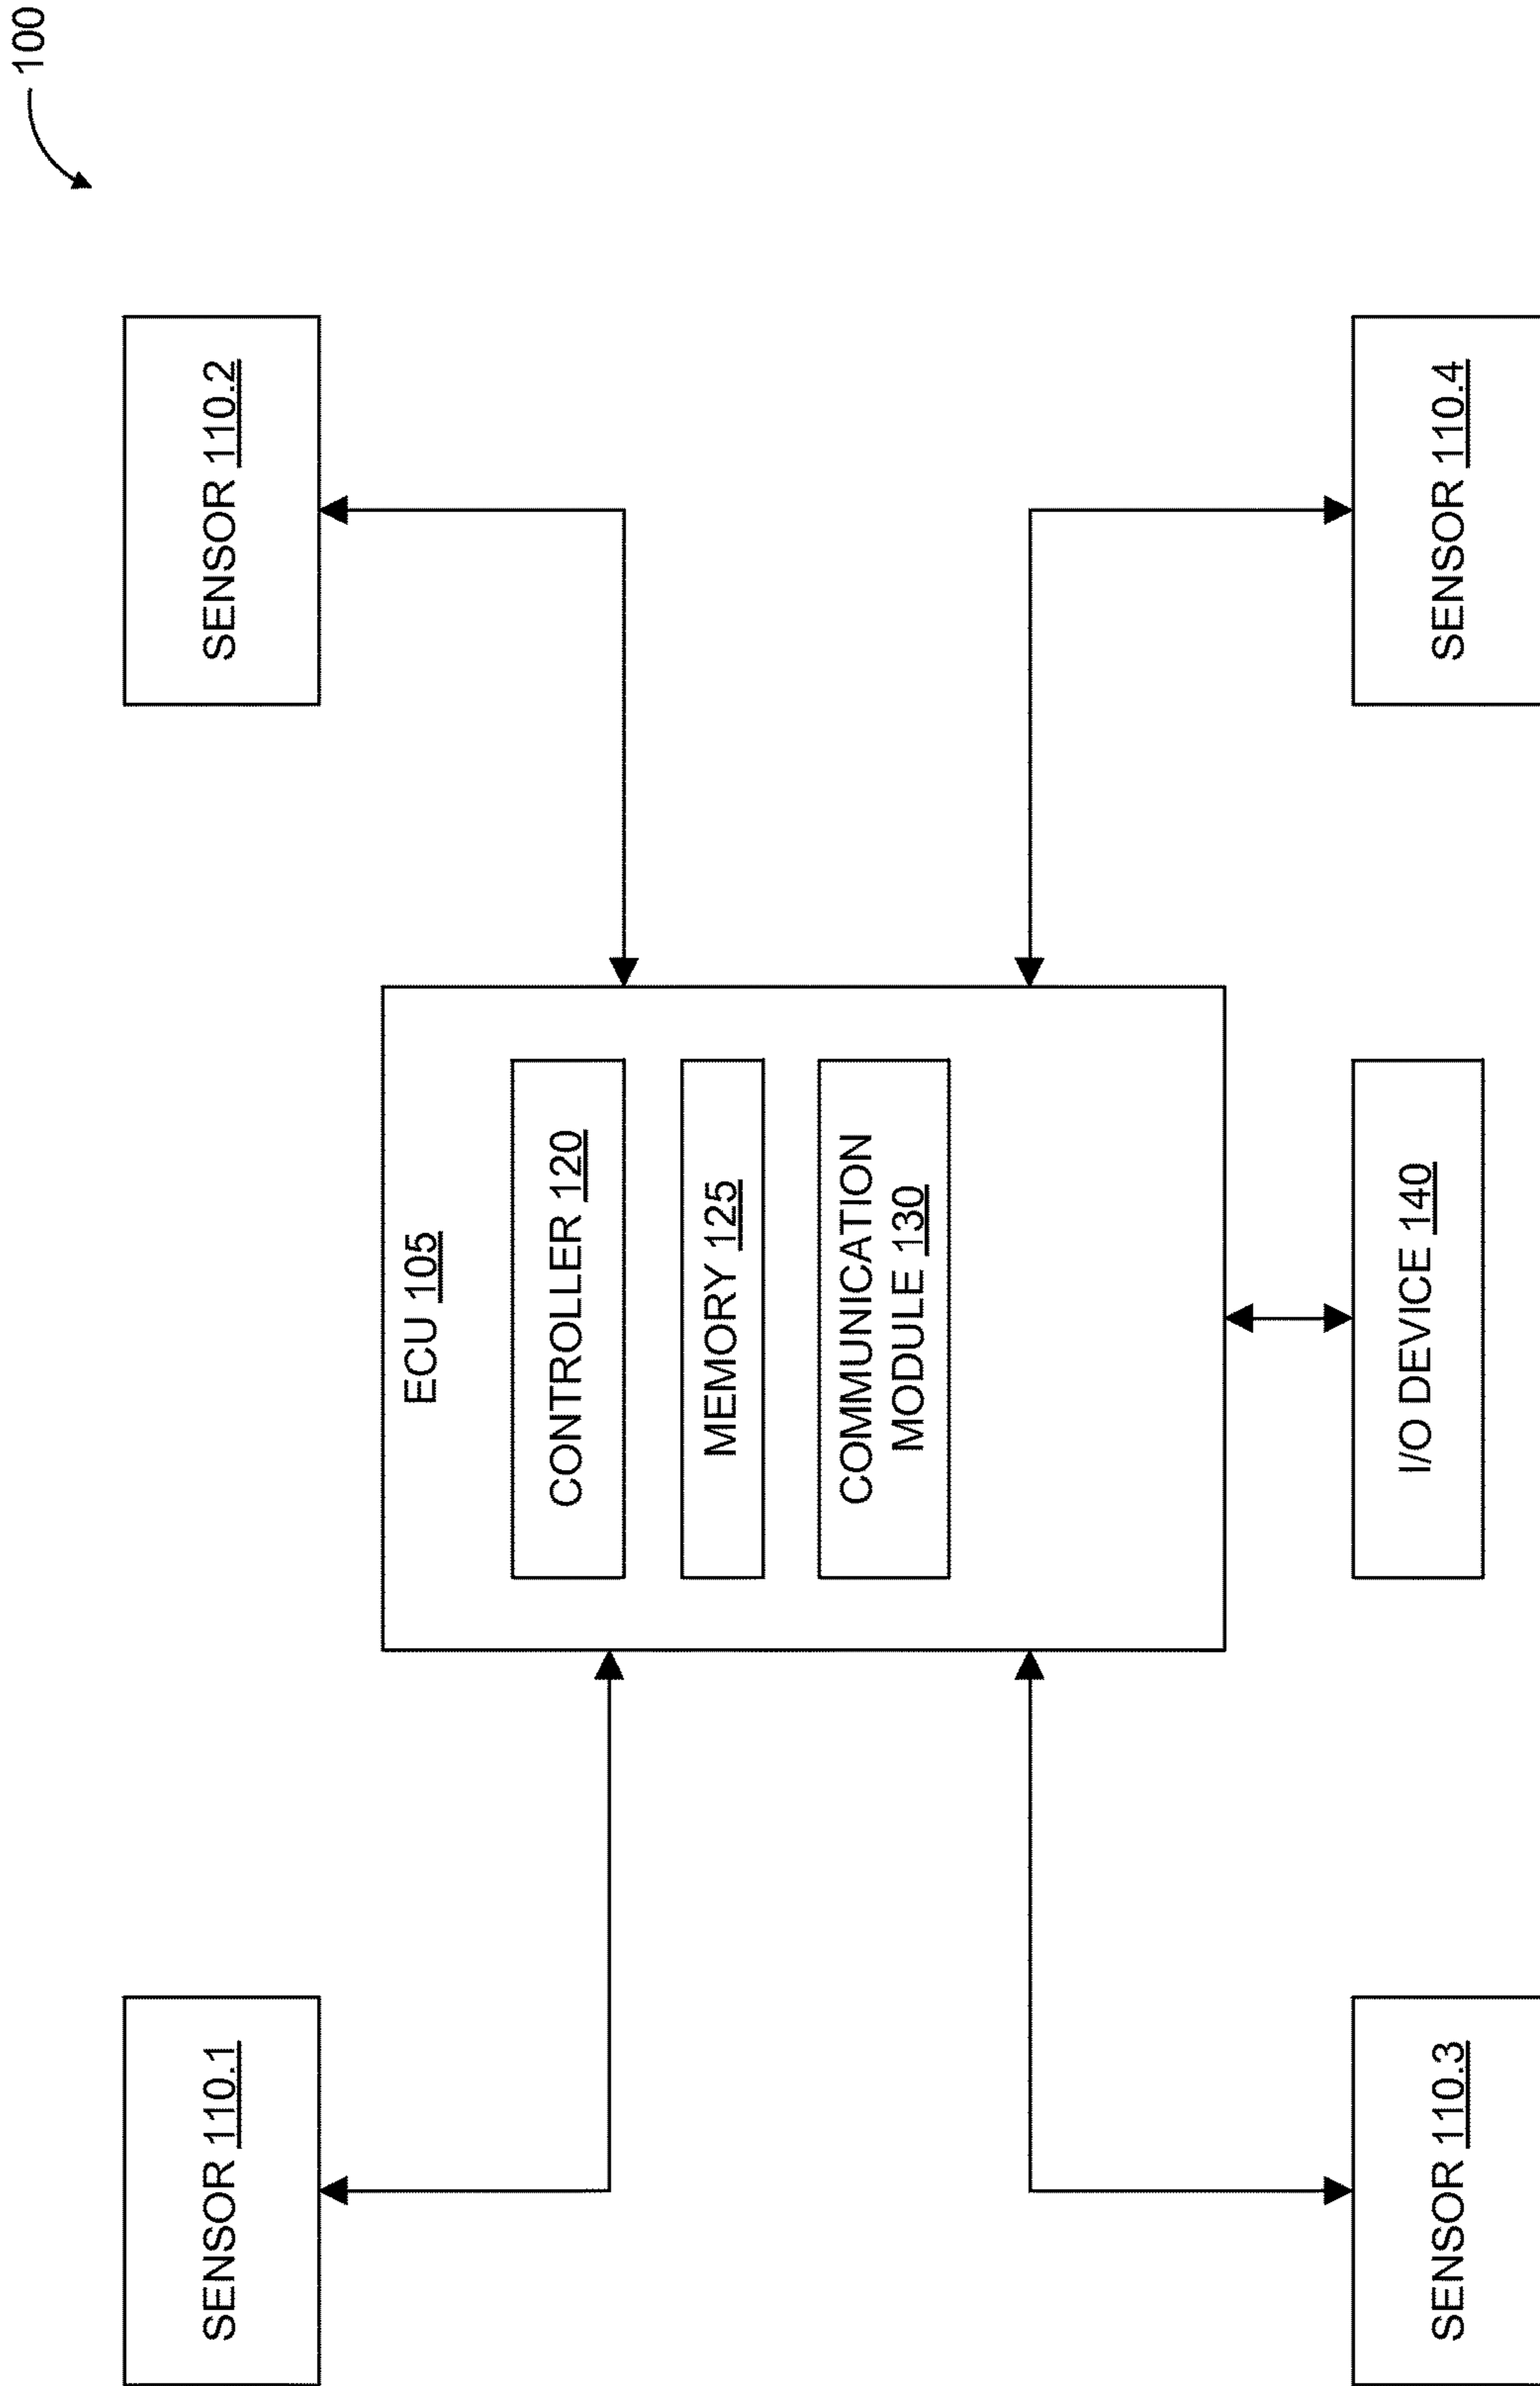 100
SENSOR 110.1
SENSOR 110.2
ECU 105
CONTROLLER 120
MEMORY 125
COMMUNICATION
MODULE 130
SENSOR 110.3
I/O DEVICE 140
SENSOR 110.4